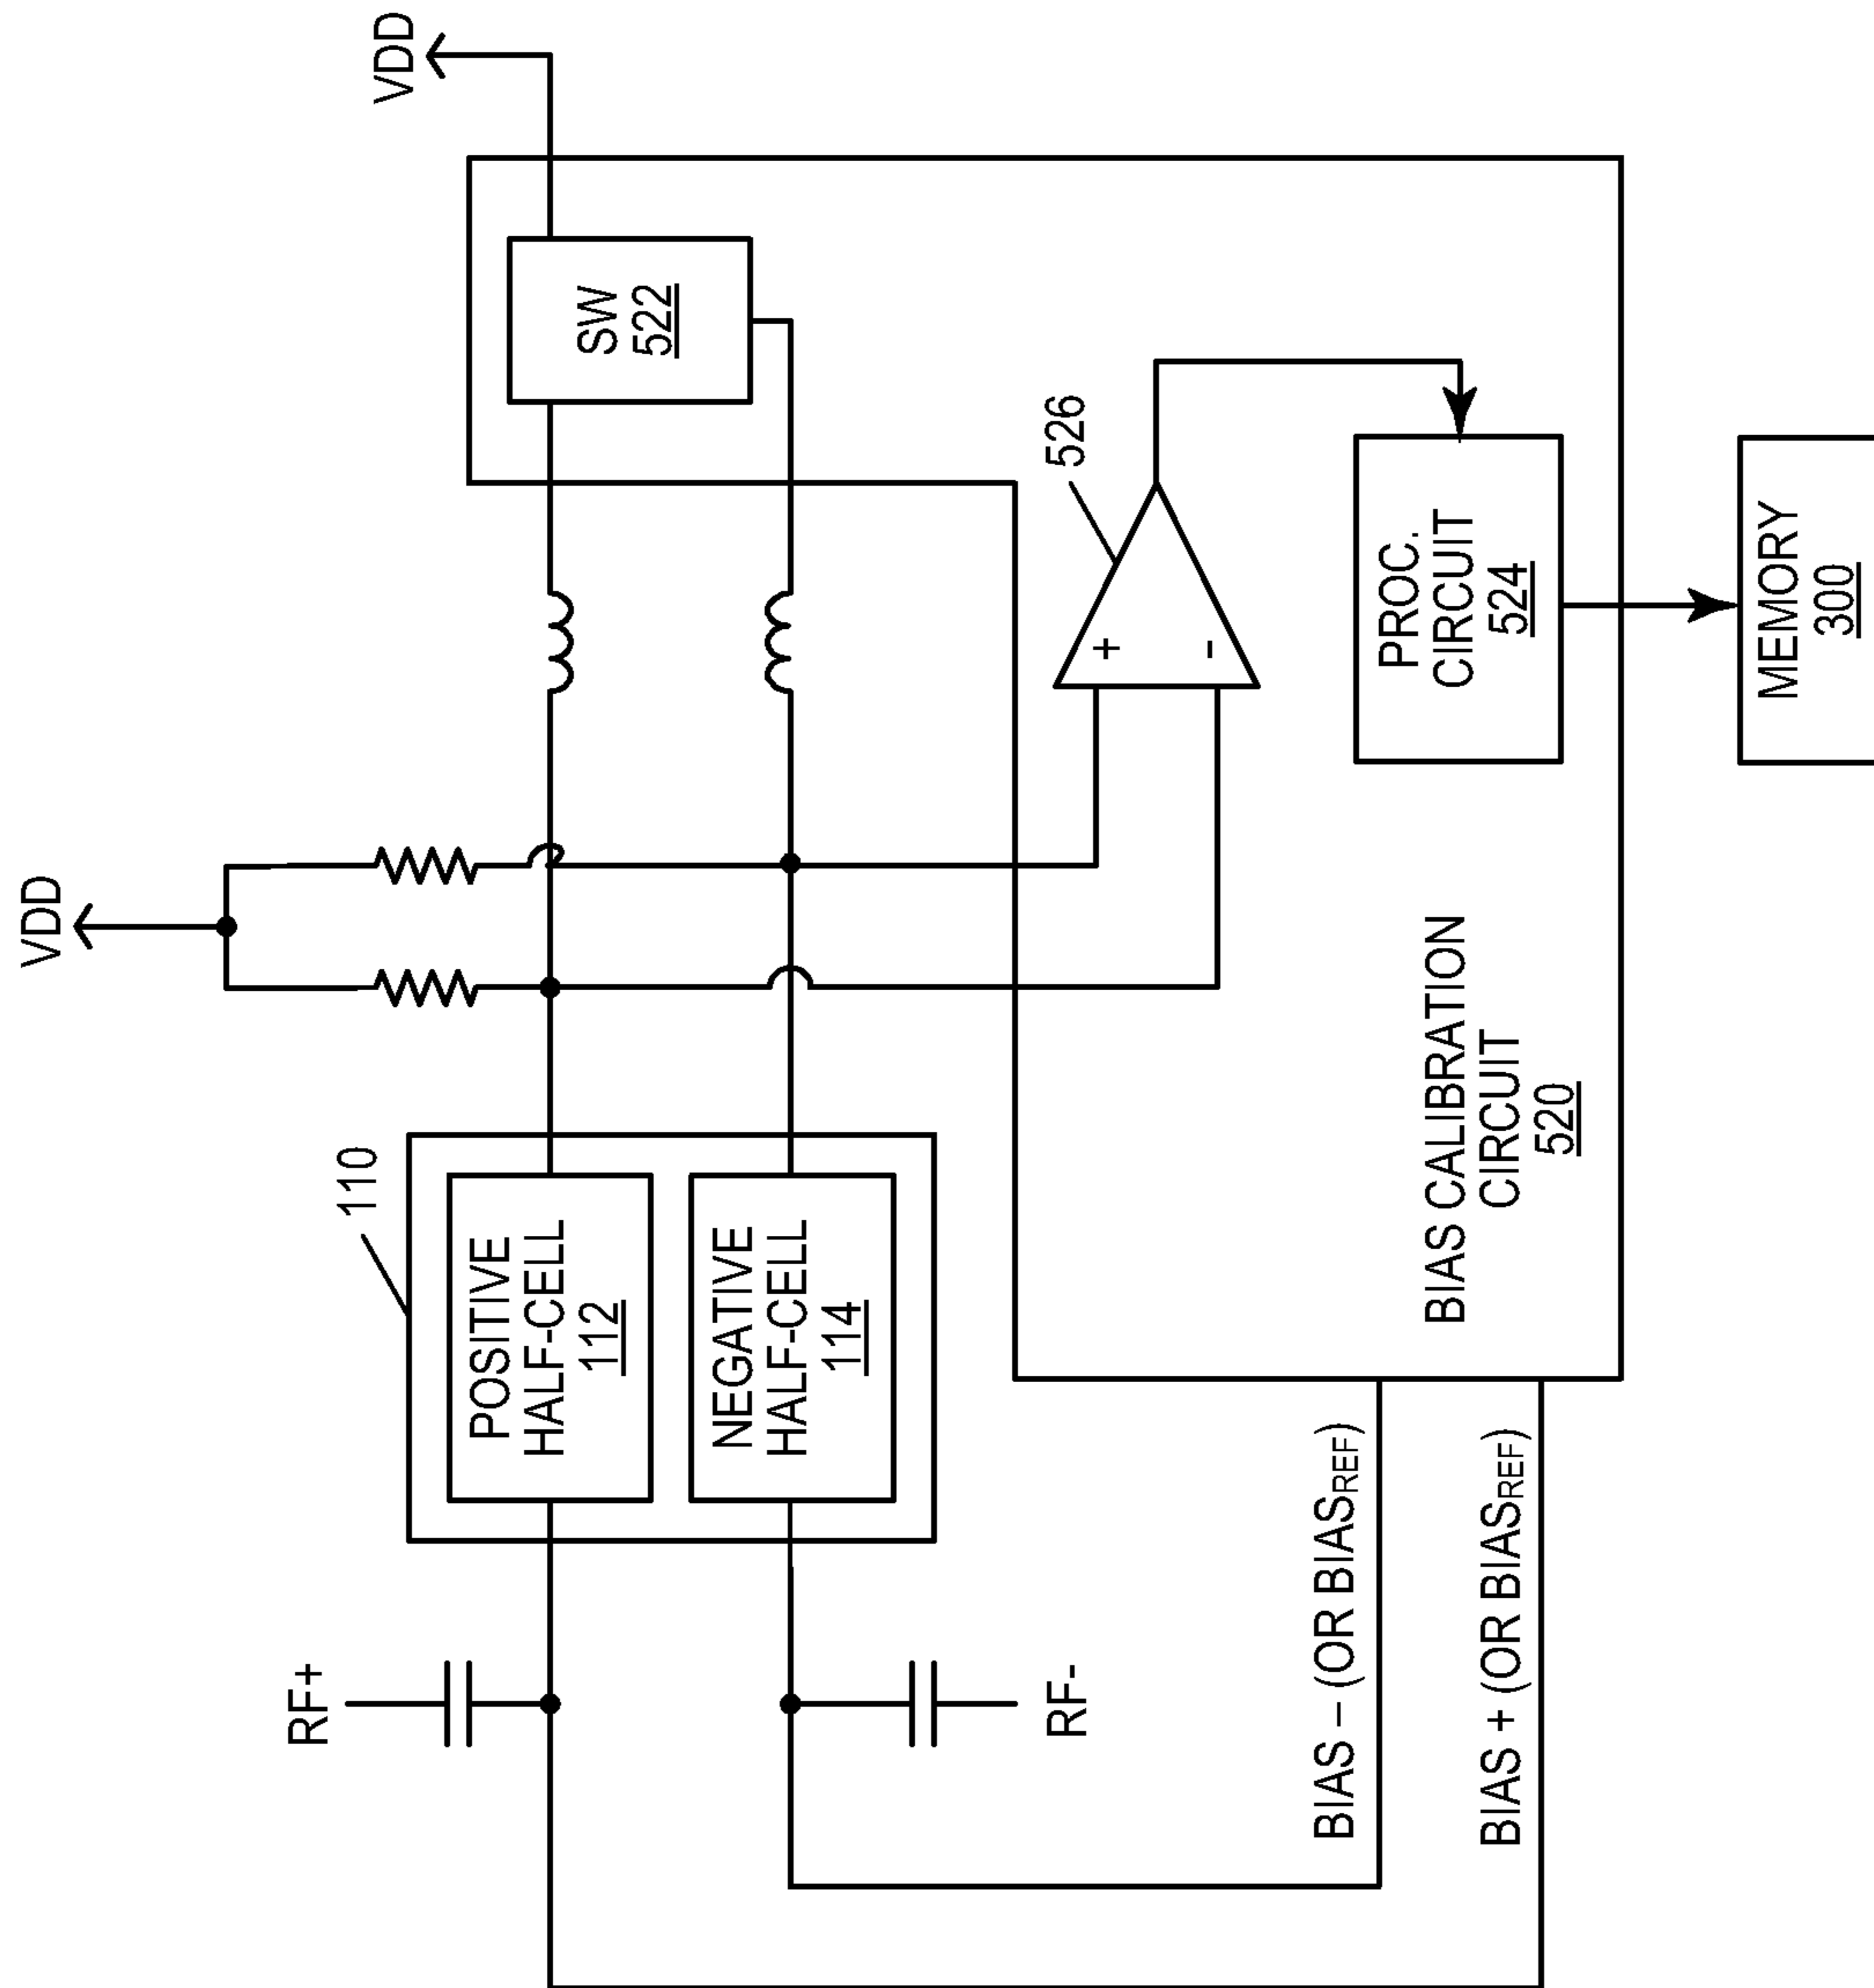 VDD
VDD
RF+
110
POSITIVE
HALF-CELL
112
NEGATIVE
HALF-CELL
114
RF-
SW
522
526
+
-
PROC.
CIRCUIT
524
MEMORY
300
BIAS CALIBRATION
CIRCUIT
520
BIAS – (OR BIASREF)
BIAS + (OR BIASREF)